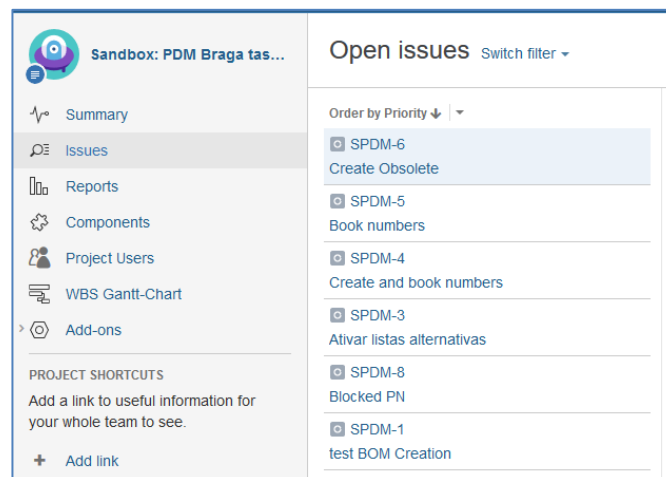 Sandbox: PDM Braga tas...
Summary
Issues
Reports
Components
Project Users
WBS Gantt-Chart
Add-ons
PROJECT SHORTCUTS
Add a link to useful information for
your whole team to see.
Add link
Open issues Switch filter
Order by Priority
SPDM-6
Create Obsolete
SPDM-5
Book numbers
SPDM-4
Create and book numbers
SPDM-3
Ativar listas alternativas
SPDM-8
Blocked PN
SPDM-1
test BOM Creation